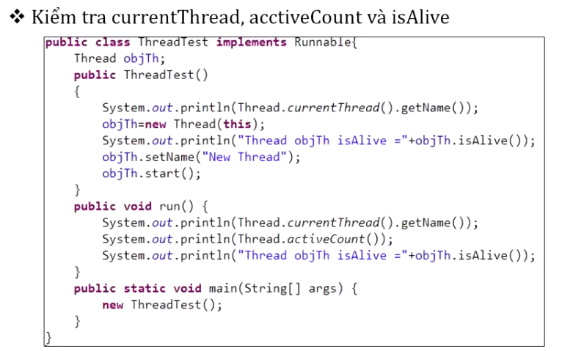 ❖ Kiểm tra currentThread, acctiveCount và isAlive
public class ThreadTest implements Runnable{
Thread objTh;
public ThreadTest()
{
System.out.println(Thread.currentThread().getName());
objTh=new Thread(this);
System.out.println("Thread objTh isAlive ="+objTh.isAlive());
objTh.setName("New Thread");
objTh.start();
}
public void run() {
System.out.println(Thread.currentThread().getName());
System.out.println(Thread.activeCount());
System.out.println("Thread objTh isAlive ="+objTh.isAlive());
}
public static void main(String[] args) {
new ThreadTest();
}
}